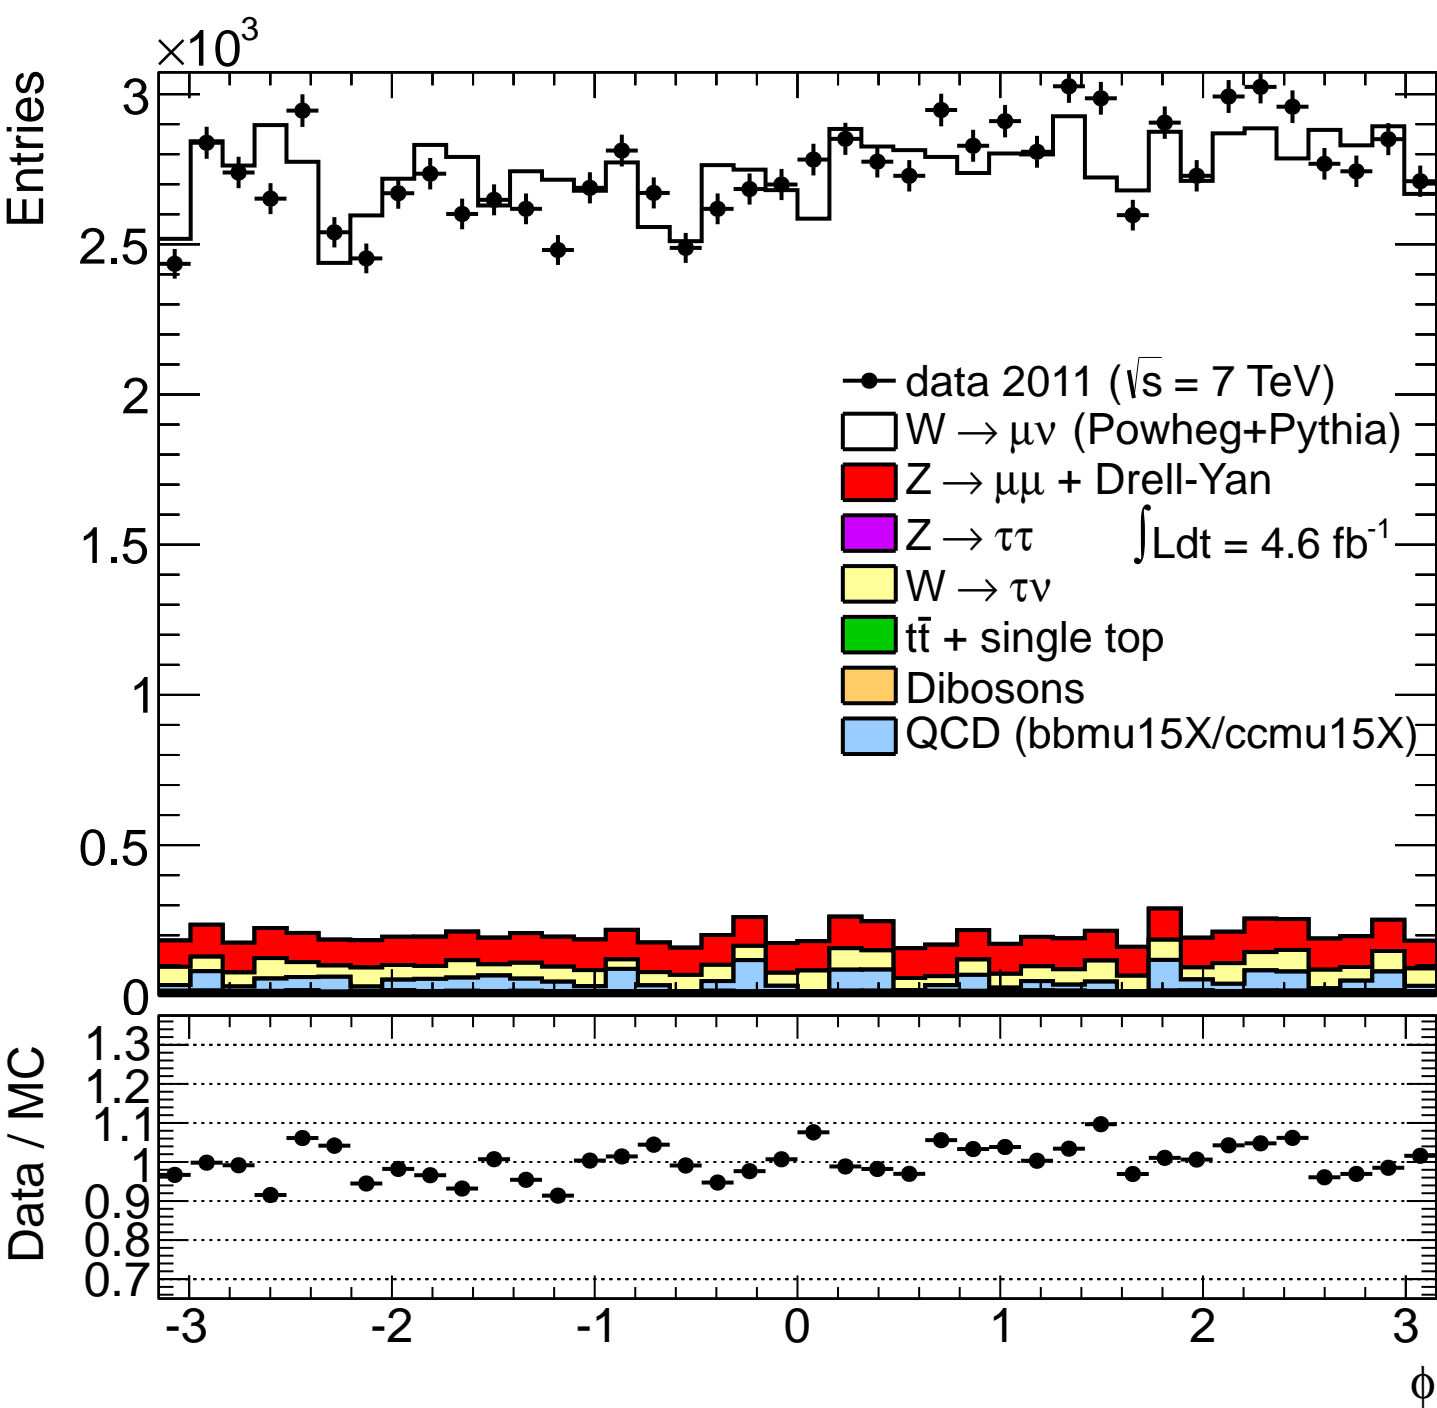 ×10³
Entries
3
2.5
2
1.5
1
0.5
0
data 2011 (√s = 7 TeV)
W → μν (Powheg+Pythia)
Z → μμ + Drell-Yan
Z → ττ
∫Ldt = 4.6 fb⁻¹
W → τν
tt̄ + single top
Dibosons
QCD (bbmu15X/ccmu15X)
Data / MC
1.3
1.2
1.1
1
0.9
0.8
0.7
-3 -2 -1 0 1 2 3
ϕ